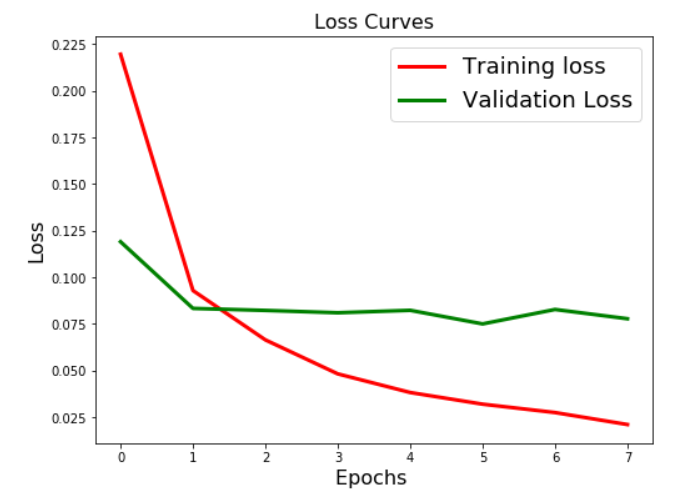 Loss Curves
0.225
0.200
0.175
0.150
0.125
0.100
0.075
0.050
0.025
Loss
Training loss
Validation Loss
0 1 2 3 4 5 6 7
Epochs